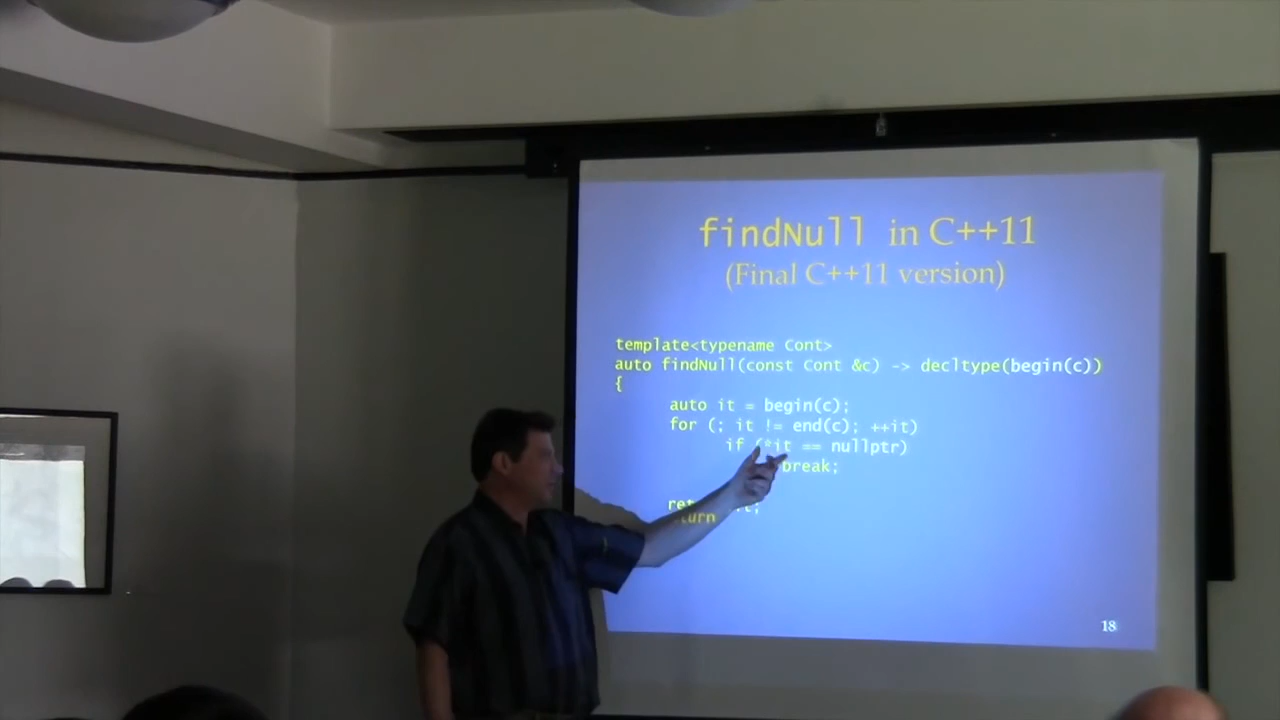 findNull in C++11
(Final C++11 version)
template<typename Cont>
auto findNull(const Cont &c) -> decltype(begin(c))
{
auto it = begin(c);
for (; it != end(c); ++it)
if (*it == nullptr)
break;
18